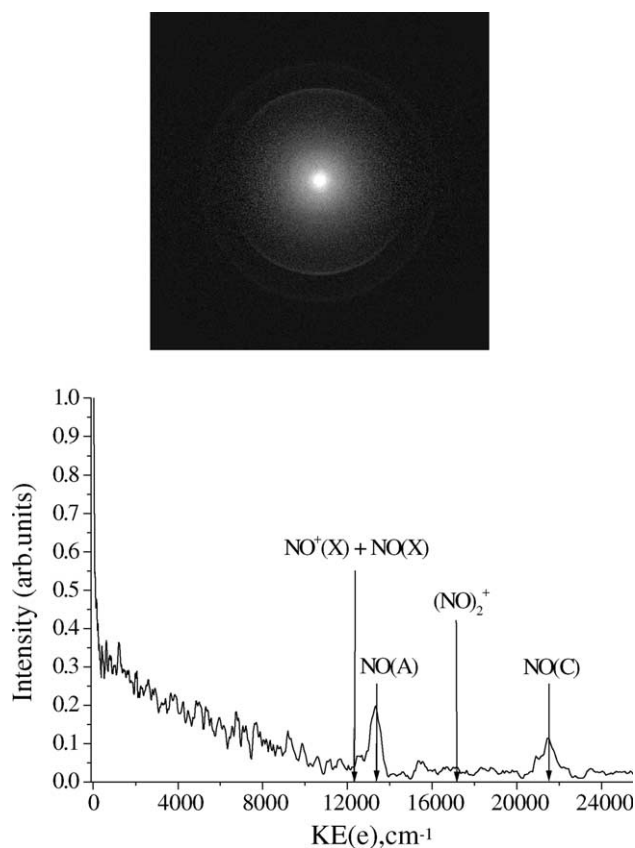 1.0
0.9
0.8
0.7
0.6
0.5
0.4
0.3
0.2
0.1
0.0
Intensity (arb.units)
NO⁺(X) + NO(X)
(NO)₂⁺
NO(A)
NO(C)
0 4000 8000 12000 16000 20000 24000
KE(e),cm⁻¹